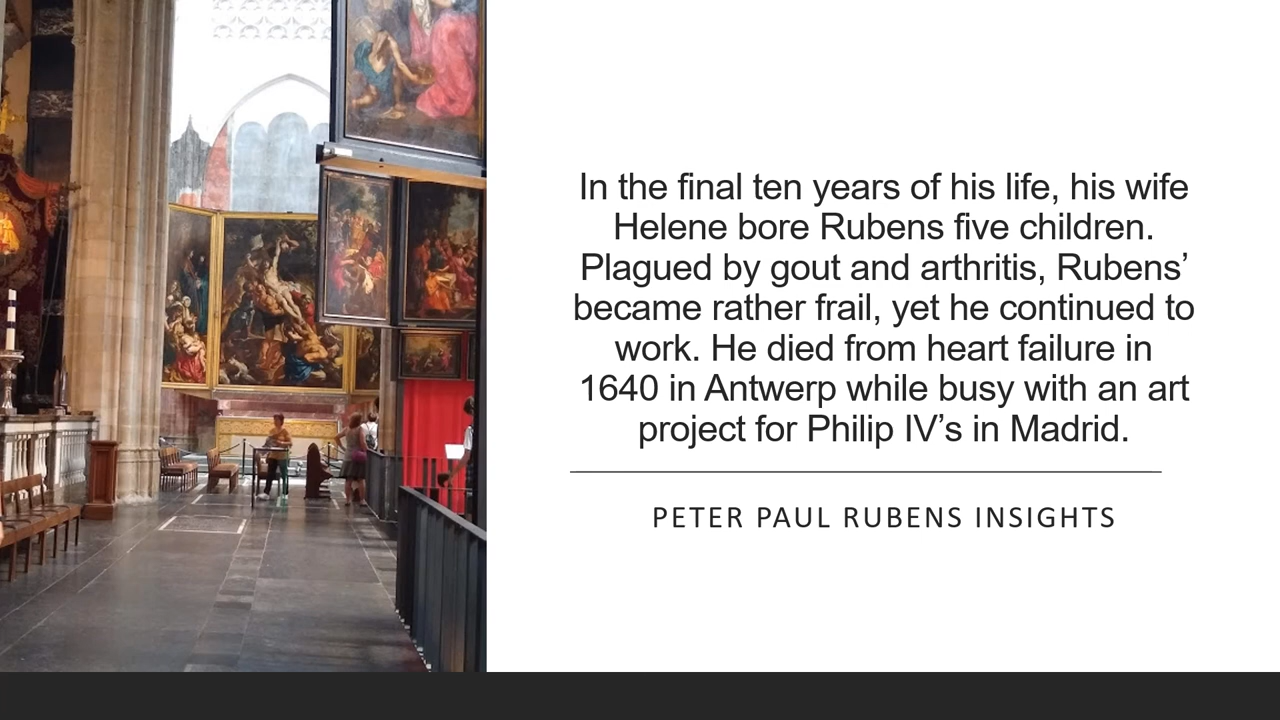 In the final ten years of his life, his wife
Helene bore Rubens five children.
Plagued by gout and arthritis, Rubens’
became rather frail, yet he continued to
work. He died from heart failure in
1640 in Antwerp while busy with an art
project for Philip IV’s in Madrid.
PETER PAUL RUBENS INSIGHTS